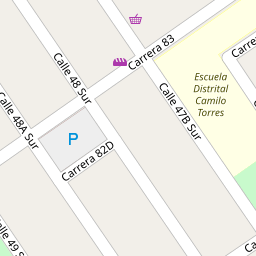 Carrera 83
Calle 48 Sur
Escuela
Distrital
Camilo
Torres
Calle 47B Sur
Calle 48A Sur
P
Carrera 82D
Calle 49 S
Carrera